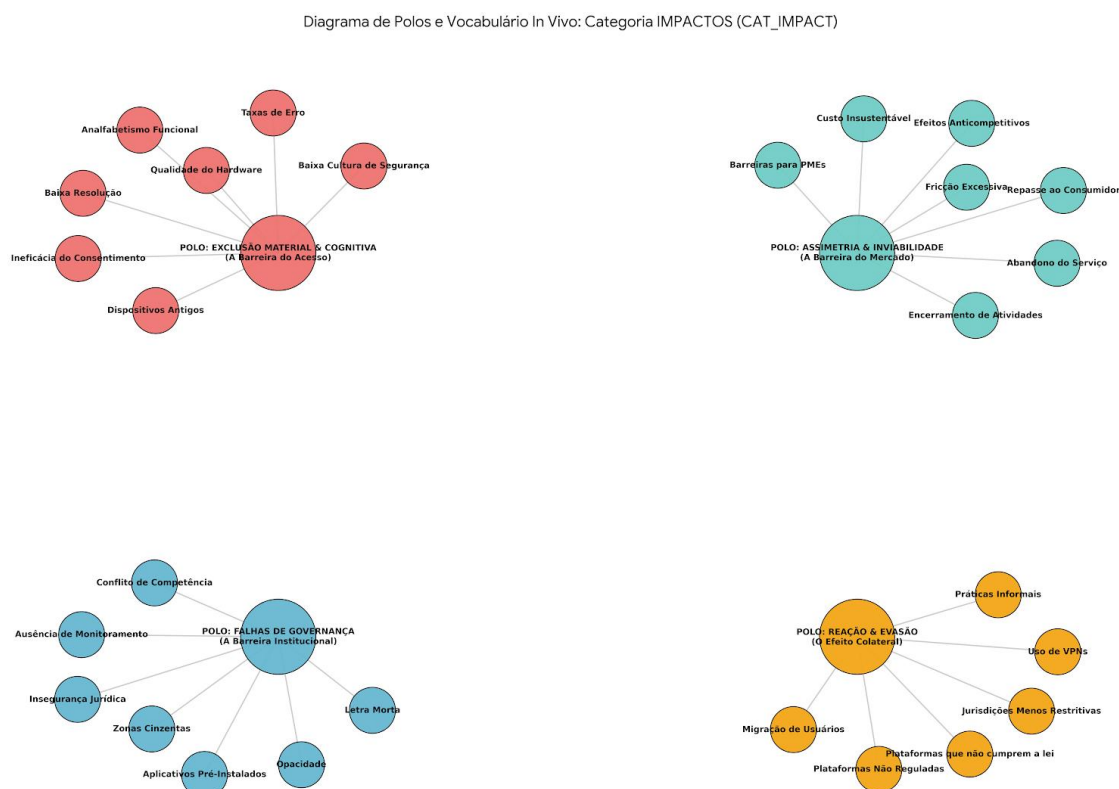 Diagrama de Polos e Vocabulário In Vivo: Categoria IMPACTOS (CAT_IMPACT)
Taxas de Erro
Analfabetismo Funcional
Qualidade do Hardware
Baixa Cultura de Segurança
Baixa Resolução
POLO: EXCLUSÃO MATERIAL & COGNITIVA
(A Barreira do Acesso)
Ineficácia do Consentimento
Dispositivos Antigos
Custo Insustentável
Efeitos Anticompetitivos
Barreiras para PMEs
Fricção Excessiva
Repasse ao Consumidor
POLO: ASSIMETRIA & INVIABILIDADE
(A Barreira do Mercado)
Abandono do Serviço
Encerramento de Atividades
Conflito de Competência
Ausência de Monitoramento
POLO: FALHAS DE GOVERNANÇA
(A Barreira Institucional)
Insegurança Jurídica
Letra Morta
Zonas Cinzentas
Opacidade
Aplicativos Pré-Instalados
Práticas Informais
POLO: REAÇÃO & EVASÃO
(O Efeito Colateral)
Uso de VPNs
Jurisdições Menos Restritivas
Migração de Usuários
Plataformas que não cumprem a lei
Plataformas Não Reguladas